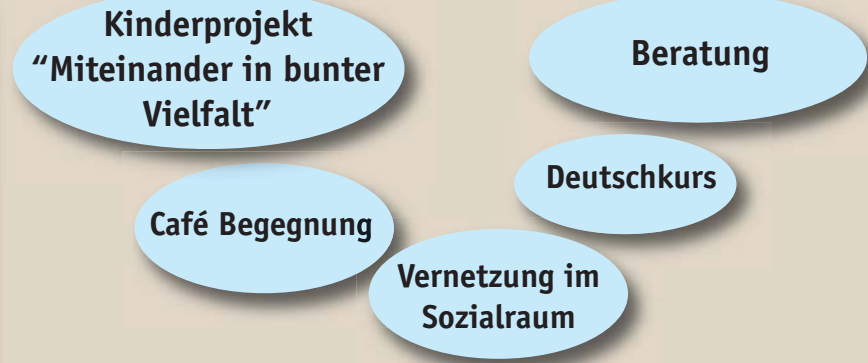 Kinderprojekt
“Miteinander in bunter
Vielfalt”
Beratung
Deutschkurs
Café Begegnung
Vernetzung im
Sozialraum